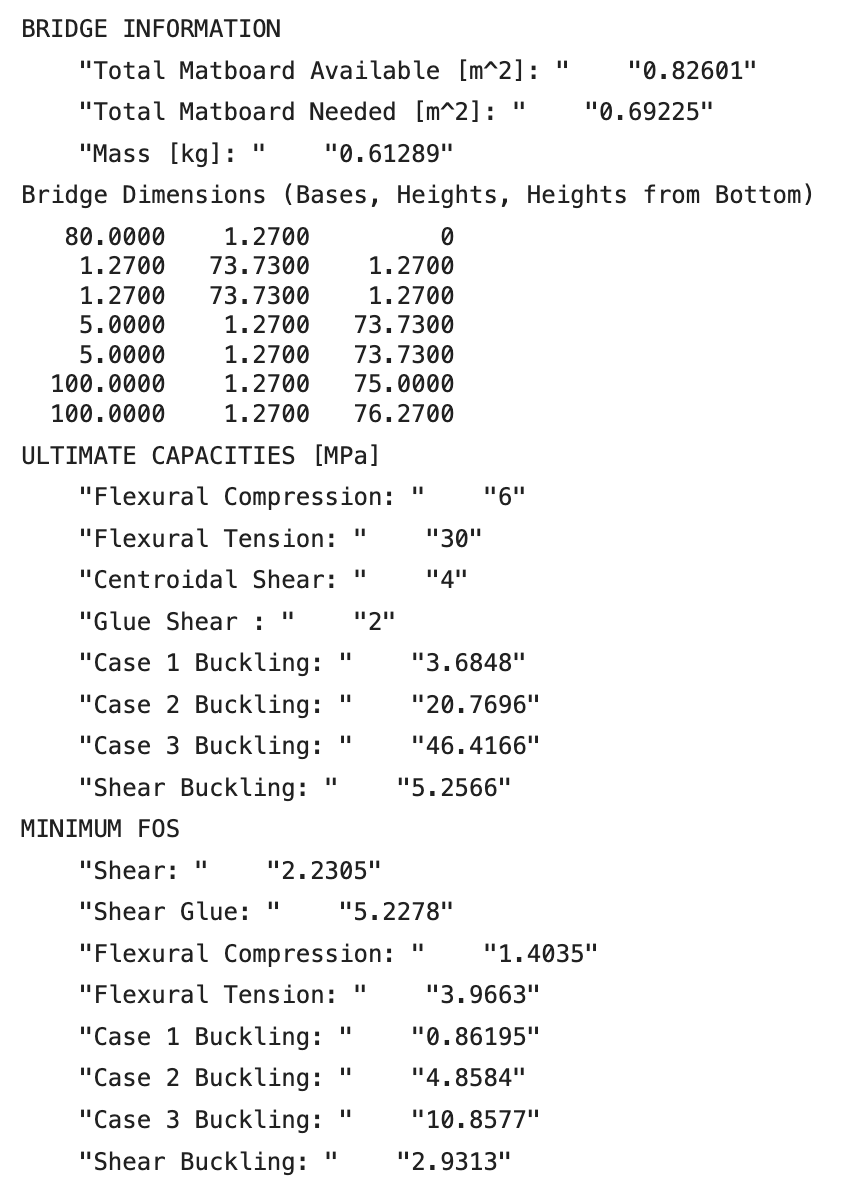 BRIDGE INFORMATION
"Total Matboard Available [m^2]: " "0.82601"
"Total Matboard Needed [m^2]: " "0.69225"
"Mass [kg]: " "0.61289"
Bridge Dimensions (Bases, Heights, Heights from Bottom)
80.0000 1.2700 0
1.2700 73.7300 1.2700
1.2700 73.7300 1.2700
5.0000 1.2700 73.7300
5.0000 1.2700 73.7300
100.0000 1.2700 75.0000
100.0000 1.2700 76.2700
ULTIMATE CAPACITIES [MPa]
"Flexural Compression: " "6"
"Flexural Tension: " "30"
"Centroidal Shear: " "4"
"Glue Shear : " "2"
"Case 1 Buckling: " "3.6848"
"Case 2 Buckling: " "20.7696"
"Case 3 Buckling: " "46.4166"
"Shear Buckling: " "5.2566"
MINIMUM FOS
"Shear: " "2.2305"
"Shear Glue: " "5.2278"
"Flexural Compression: " "1.4035"
"Flexural Tension: " "3.9663"
"Case 1 Buckling: " "0.86195"
"Case 2 Buckling: " "4.8584"
"Case 3 Buckling: " "10.8577"
"Shear Buckling: " "2.9313"